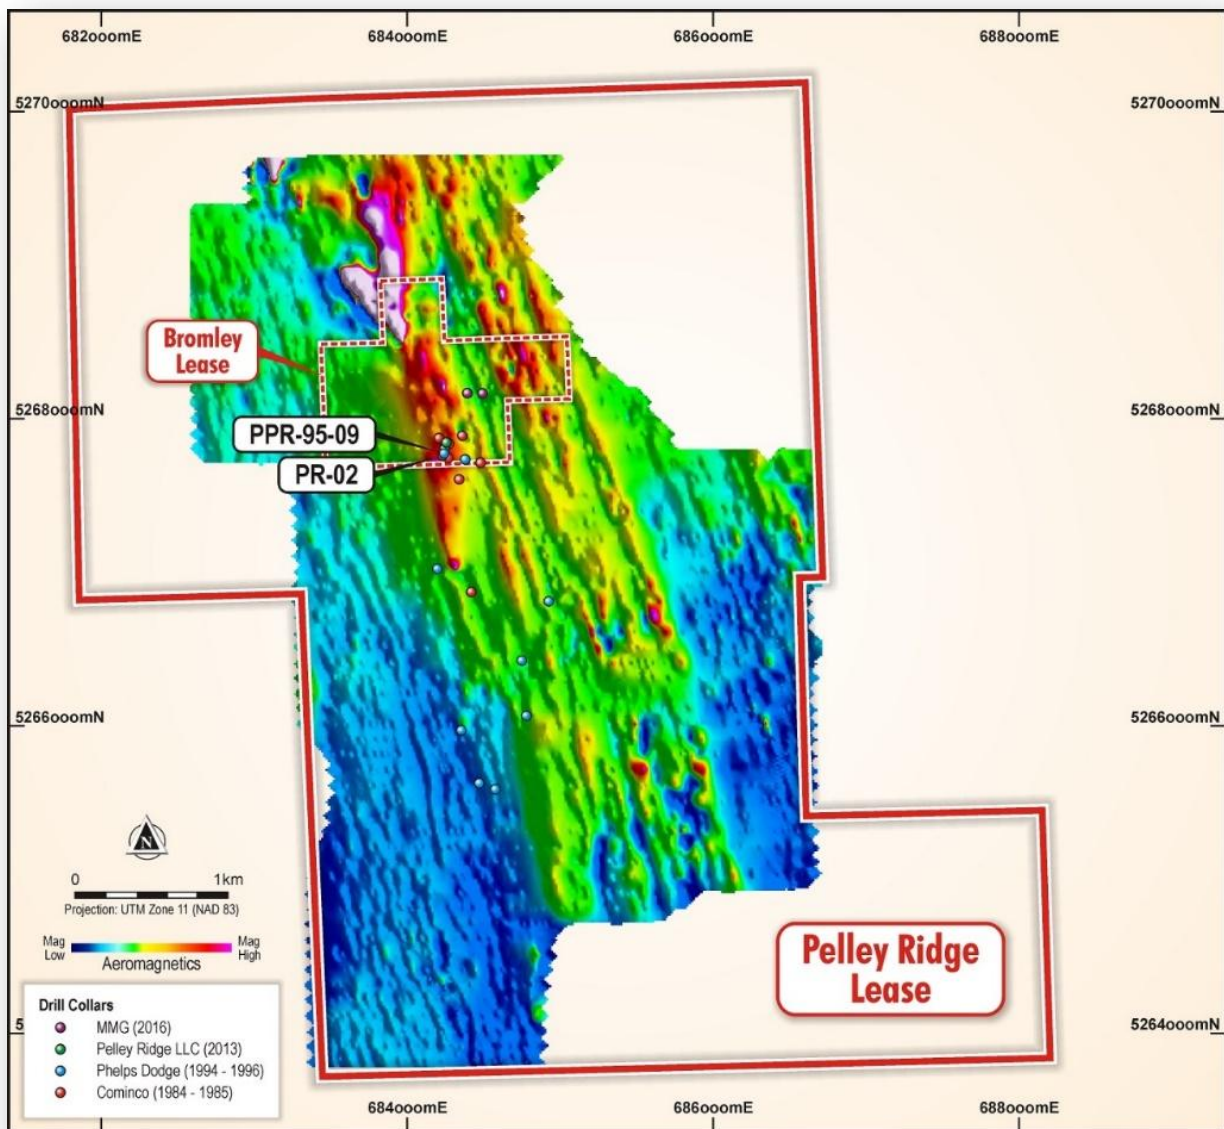 682000mE 684000mE 686000mE 688000mE
5270000mN 5270000mN
Bromley
Lease
5268000mN 5268000mN
PPR-95-09
PR-02
5266000mN 5266000mN
N
0 1km
Projection: UTM Zone 11 (NAD 83)
Mag
Low
Mag
High
Aeromagnetics
Pelley Ridge
Lease
Drill Collars
MMG (2016)
Pelley Ridge LLC (2013)
Phelps Dodge (1994 - 1996)
Cominco (1984 - 1985)
5 5264000mN
684000mE 686000mE 688000mE